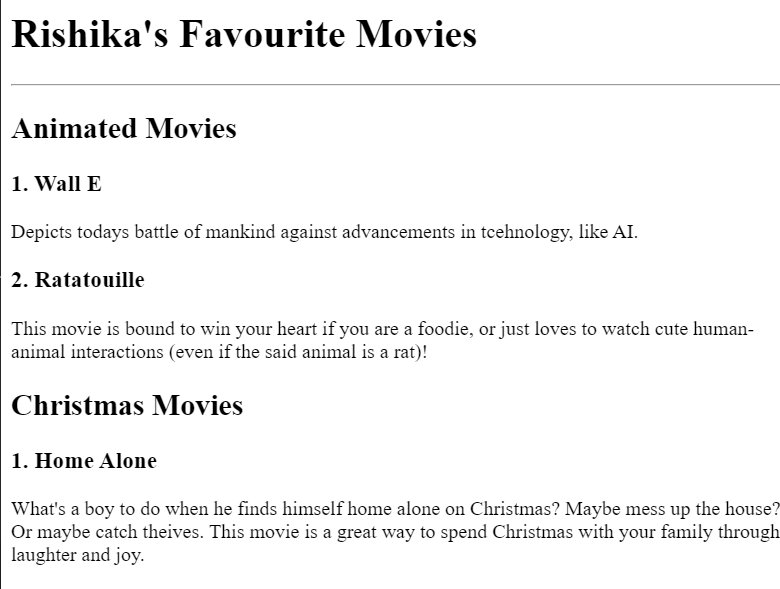 Rishika's Favourite Movies
Animated Movies
1. Wall E
Depicts todays battle of mankind against advancements in tcehnology, like AI.
2. Ratatouille
This movie is bound to win your heart if you are a foodie, or just loves to watch cute human-
animal interactions (even if the said animal is a rat)!
Christmas Movies
1. Home Alone
What's a boy to do when he finds himself home alone on Christmas? Maybe mess up the house?
Or maybe catch theives. This movie is a great way to spend Christmas with your family through
laughter and joy.